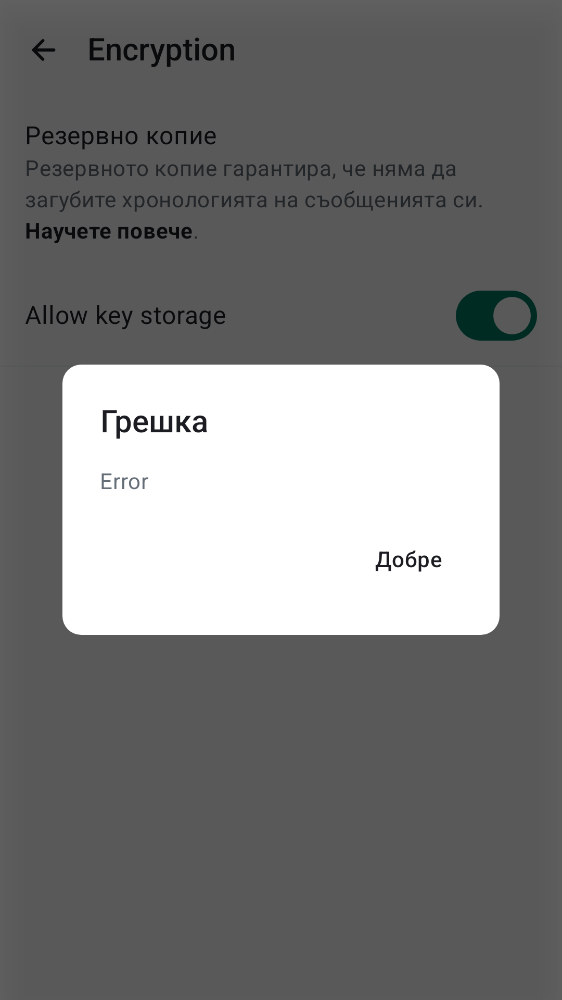 Encryption
Резервно копие
Резервното копие гарантира, че няма да
загубите хронологията на съобщенията си.
Научете повече.
Allow key storage
Грешка
Error
Добре